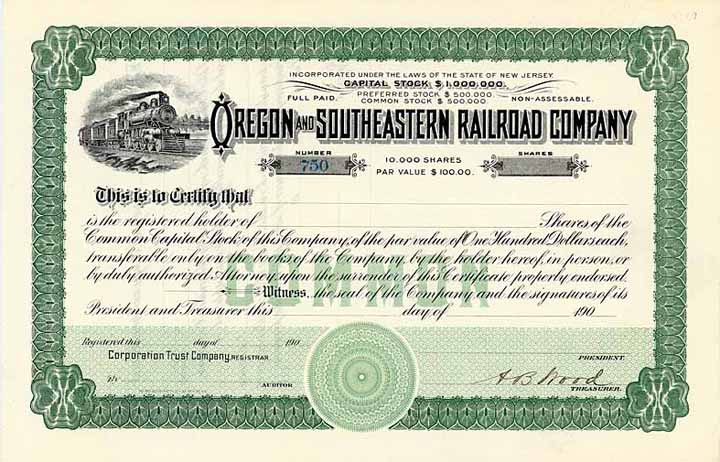 INCORPORATED UNDER THE LAWS OF THE STATE OF NEW JERSEY.
CAPITAL STOCK $1,000,000.
FULL PAID. PREFERRED STOCK $500,000. NON-ASSESSABLE.
COMMON STOCK $500,000
OREGON AND SOUTHEASTERN RAILROAD COMPANY
NUMBER 10.000 SHARES SHARES
750 PAR VALUE $100.00.
This is to Certify that
is the registered holder of Shares of the
Common Capital Stock of this Company, of the par value of One Hundred Dollars each,
transferable only on the books of the Company by the holder hereof, in person, or
by duly authorized Attorney upon the surrender of this Certificate properly endorsed.
COMMON
Witness, the seal of the Company and the signatures of its
President and Treasurer this day of 190
Registered this day of 190
Corporation Trust Company, REGISTRAR PRESIDENT.
By AUDITOR A B Wood
TREASURER.